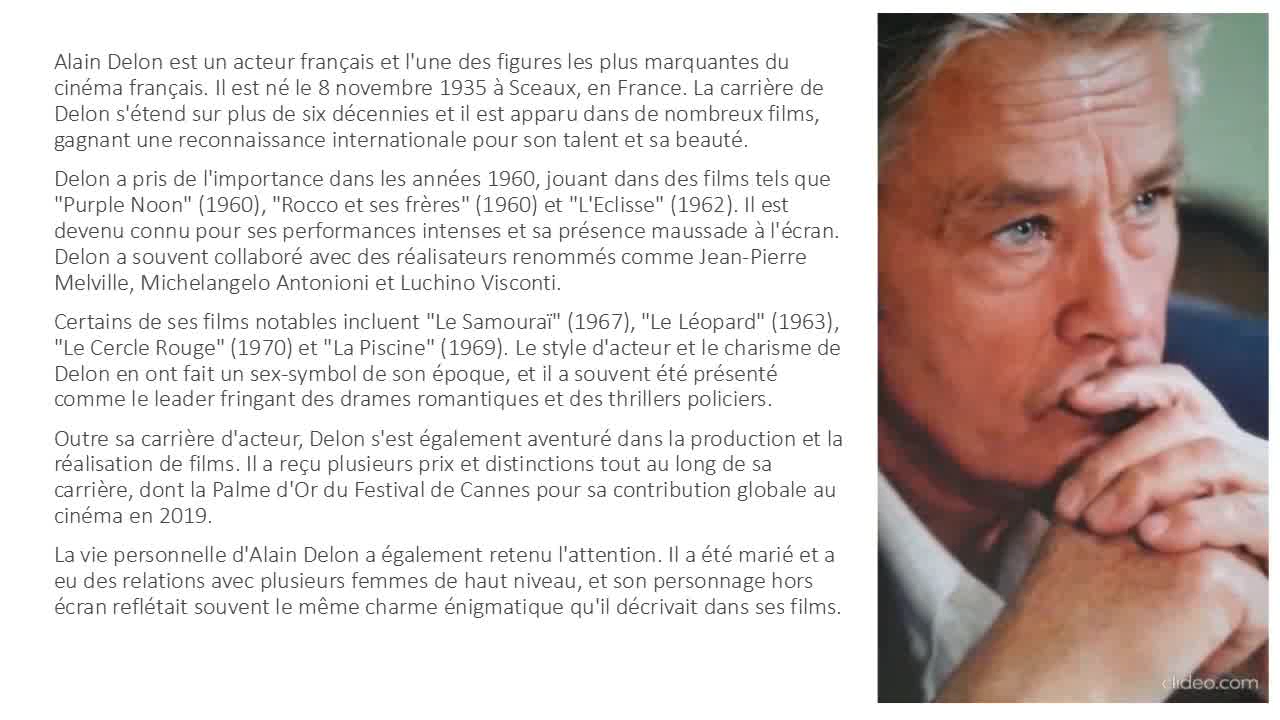 Alain Delon est un acteur français et l'une des figures les plus marquantes du
cinéma français. Il est né le 8 novembre 1935 à Sceaux, en France. La carrière de
Delon s'étend sur plus de six décennies et il est apparu dans de nombreux films,
gagnant une reconnaissance internationale pour son talent et sa beauté.
Delon a pris de l'importance dans les années 1960, jouant dans des films tels que
"Purple Noon" (1960), "Rocco et ses frères" (1960) et "L'Eclisse" (1962). Il est
devenu connu pour ses performances intenses et sa présence maussade à l'écran.
Delon a souvent collaboré avec des réalisateurs renommés comme Jean-Pierre
Melville, Michelangelo Antonioni et Luchino Visconti.
Certains de ses films notables incluent "Le Samouraï" (1967), "Le Léopard" (1963),
"Le Cercle Rouge" (1970) et "La Piscine" (1969). Le style d'acteur et le charisme de
Delon en ont fait un sex-symbol de son époque, et il a souvent été présenté
comme le leader fringant des drames romantiques et des thrillers policiers.
Outre sa carrière d'acteur, Delon s'est également aventuré dans la production et la
réalisation de films. Il a reçu plusieurs prix et distinctions tout au long de sa
carrière, dont la Palme d'Or du Festival de Cannes pour sa contribution globale au
cinéma en 2019.
La vie personnelle d'Alain Delon a également retenu l'attention. Il a été marié et a
eu des relations avec plusieurs femmes de haut niveau, et son personnage hors
écran reflétait souvent le même charme énigmatique qu'il décrivait dans ses films.
clideo.com